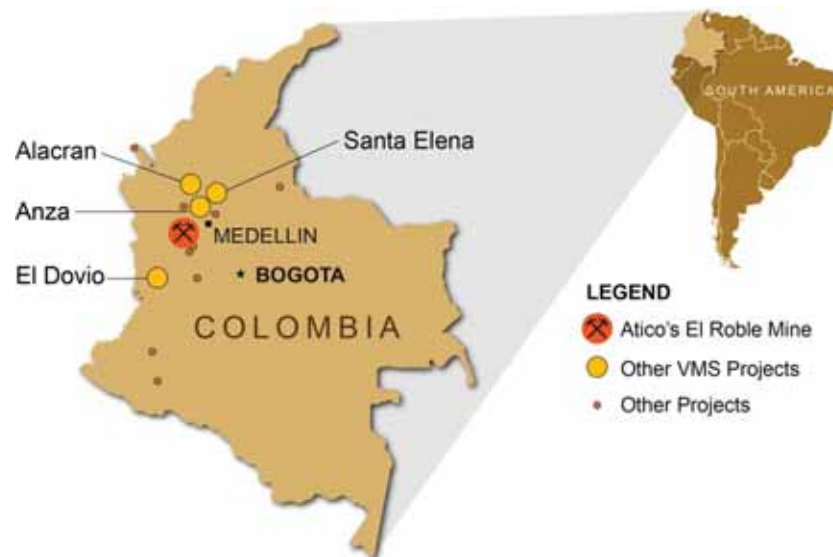 SOUTH AMERICA
Alacran
Santa Elena
Anza
MEDELLIN
El Dovio
BOGOTA
COLOMBIA
LEGEND
Atico's El Roble Mine
Other VMS Projects
Other Projects